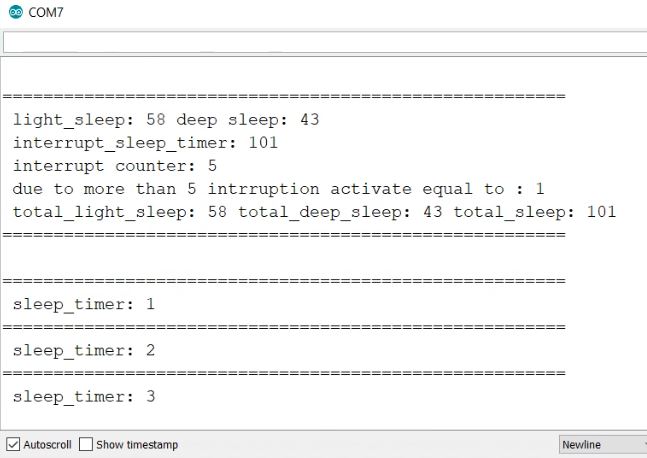 COM7
==========================================================
light_sleep: 58 deep sleep: 43
interrupt_sleep_timer: 101
interrupt counter: 5
due to more than 5 intrruption activate equal to : 1
total_light_sleep: 58 total_deep_sleep: 43 total_sleep: 101
==========================================================
==========================================================
sleep_timer: 1
==========================================================
sleep_timer: 2
==========================================================
sleep_timer: 3
Autoscroll Show timestamp Newline